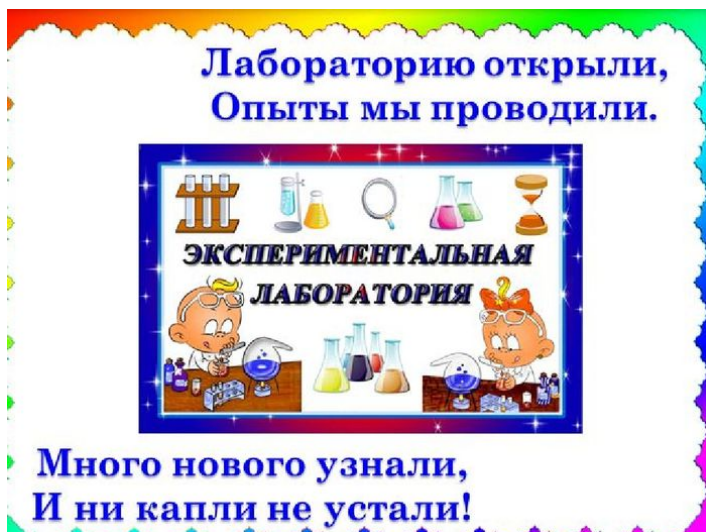 Лабораторию открыли,
Опыты мы проводили.
ЭКСПЕРИМЕНТАЛЬНАЯ
ЛАБОРАТОРИЯ
Много нового узнали,
И ни капли не устали!